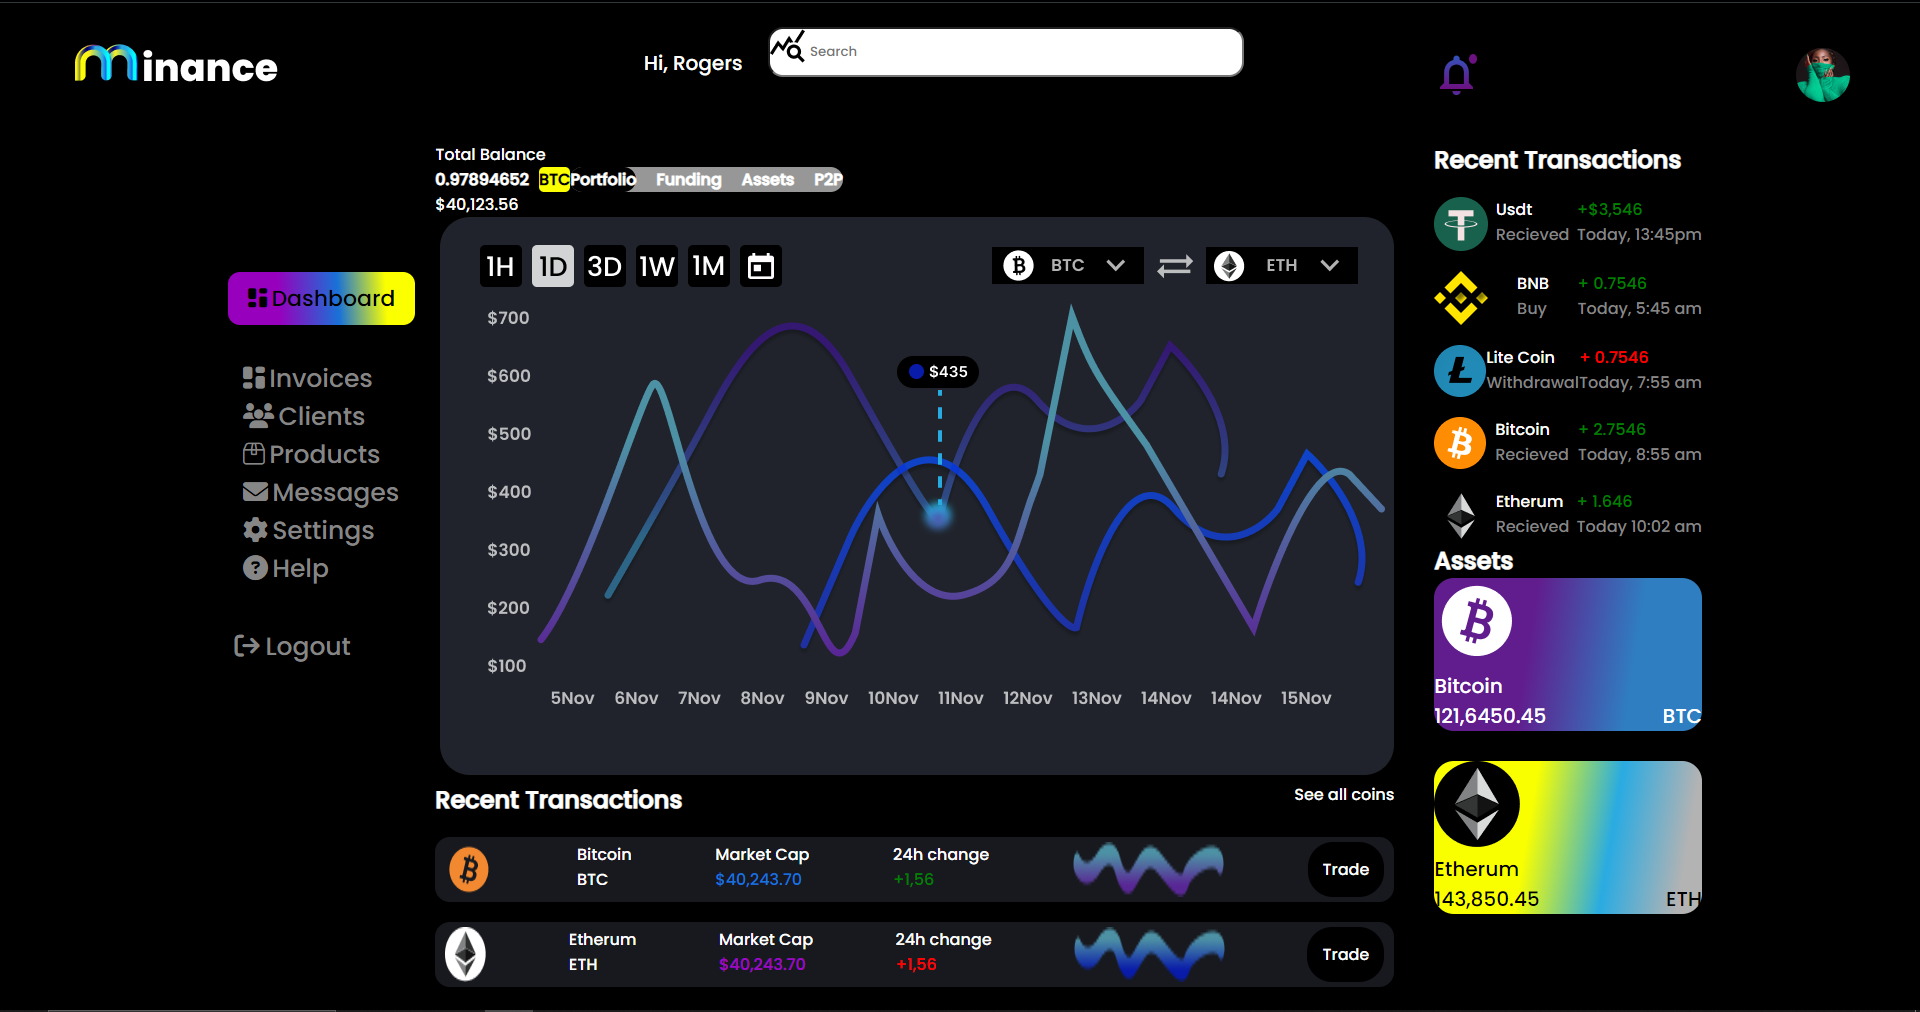 Minance
Hi, Rogers
Search
Dashboard
Invoices
Clients
Products
Messages
Settings
Help
Logout
Total Balance
0.97894652 BTC Portfolio Funding Assets P2P
$40,123.56
1H 1D 3D 1W 1M
BTC ETH
$700
$600
$500
$400
$300
$200
$100
$435
5Nov 6Nov 7Nov 8Nov 9Nov 10Nov 11Nov 12Nov 13Nov 14Nov 14Nov 15Nov
Recent Transactions
See all coins
Bitcoin Market Cap 24h change
BTC $40,243.70 +1,56
Trade
Etherum Market Cap 24h change
ETH $40,243.70 +1,56
Trade
Recent Transactions
Usdt +$3,546
Recieved Today, 13:45pm
BNB + 0.7546
Buy Today, 5:45 am
Lite Coin + 0.7546
Withdrawal Today, 7:55 am
Bitcoin + 2.7546
Recieved Today, 8:55 am
Etherum + 1.646
Recieved Today 10:02 am
Assets
Bitcoin
121,6450.45 BTC
Etherum
143,850.45 ETH